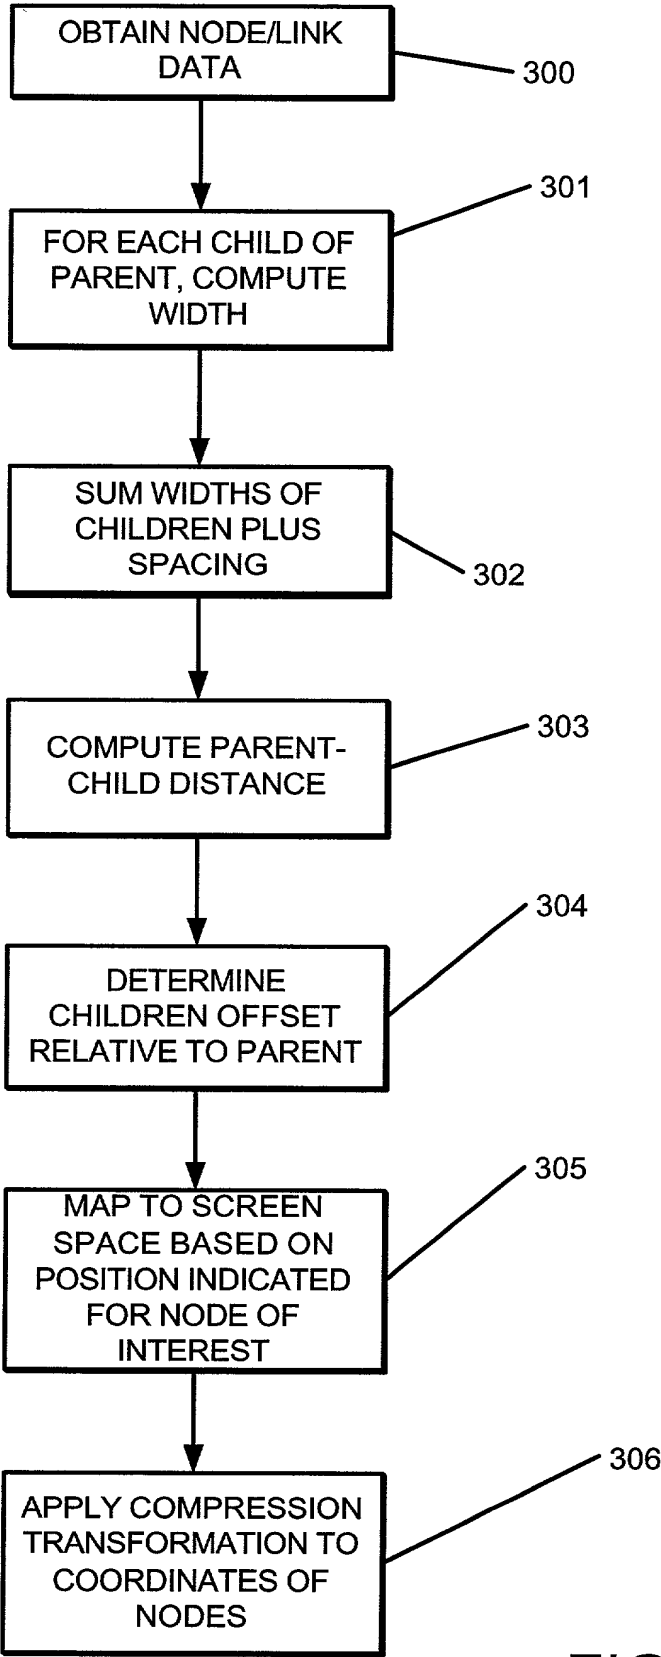 OBTAIN NODE/LINK
DATA
300
301
FOR EACH CHILD OF
PARENT, COMPUTE
WIDTH
SUM WIDTHS OF
CHILDREN PLUS
SPACING
302
303
COMPUTE PARENT-
CHILD DISTANCE
304
DETERMINE
CHILDREN OFFSET
RELATIVE TO PARENT
305
MAP TO SCREEN
SPACE BASED ON
POSITION INDICATED
FOR NODE OF
INTEREST
306
APPLY COMPRESSION
TRANSFORMATION TO
COORDINATES OF
NODES